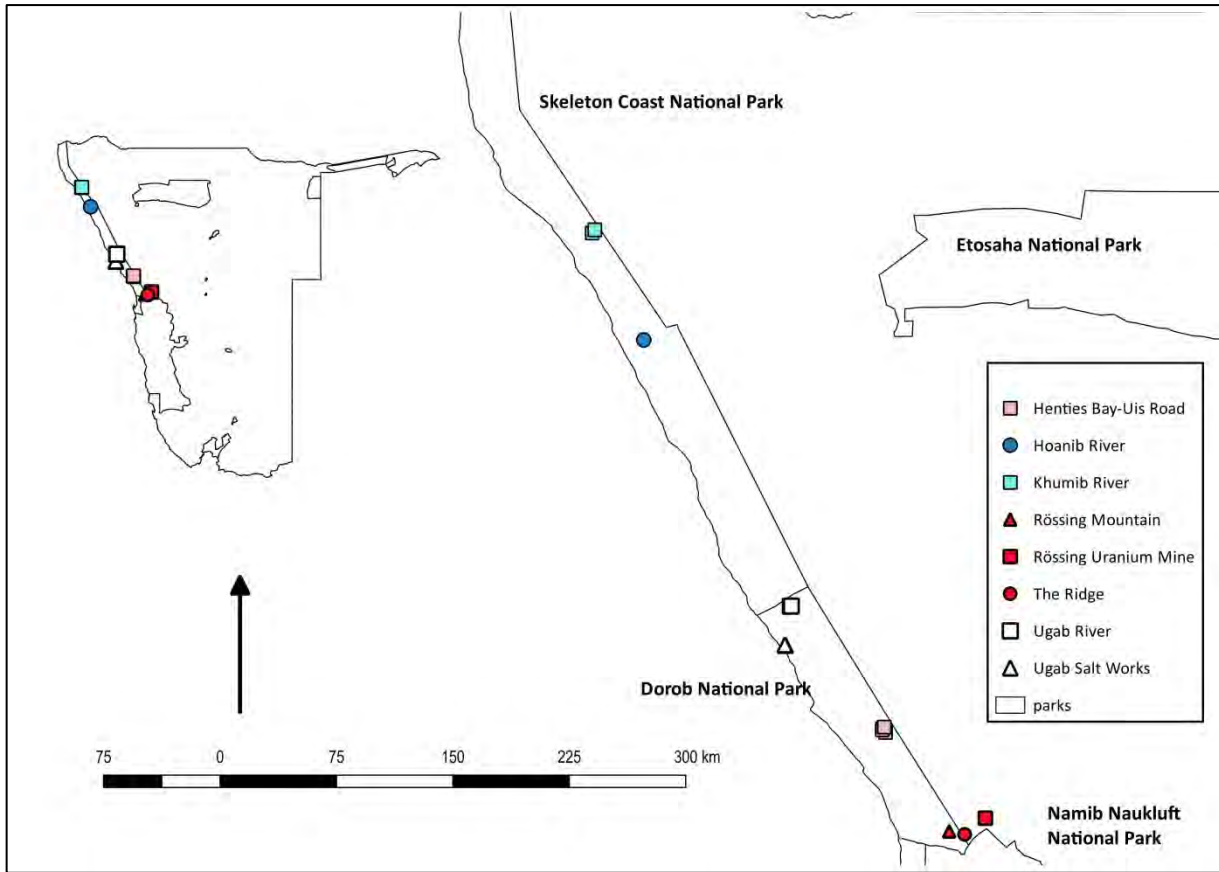 Skeleton Coast National Park
Etosaha National Park
Henties Bay-Uis Road
Hoanib River
Khumib River
Rössing Mountain
Rössing Uranium Mine
The Ridge
Ugab River
Ugab Salt Works
parks
Dorob National Park
75 0 75 150 225 300 km
Namib Naukluft
National Park